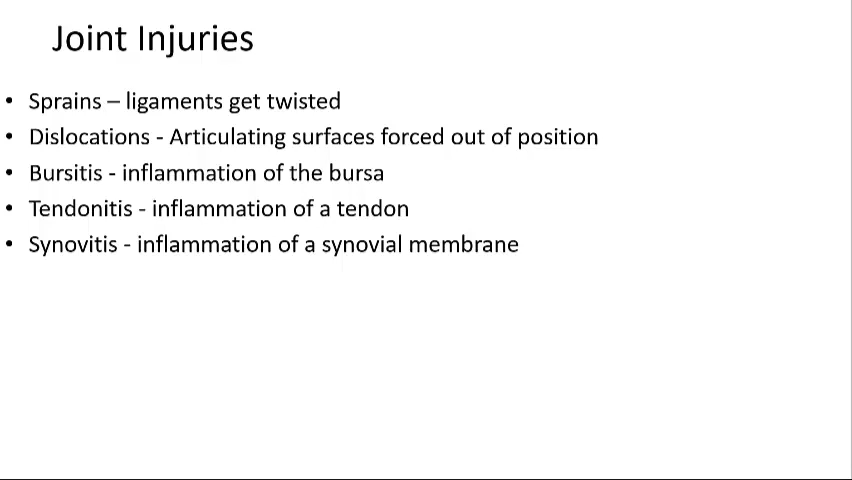 Joint Injuries
• Sprains – ligaments get twisted
• Dislocations - Articulating surfaces forced out of position
• Bursitis - inflammation of the bursa
• Tendonitis - inflammation of a tendon
• Synovitis - inflammation of a synovial membrane